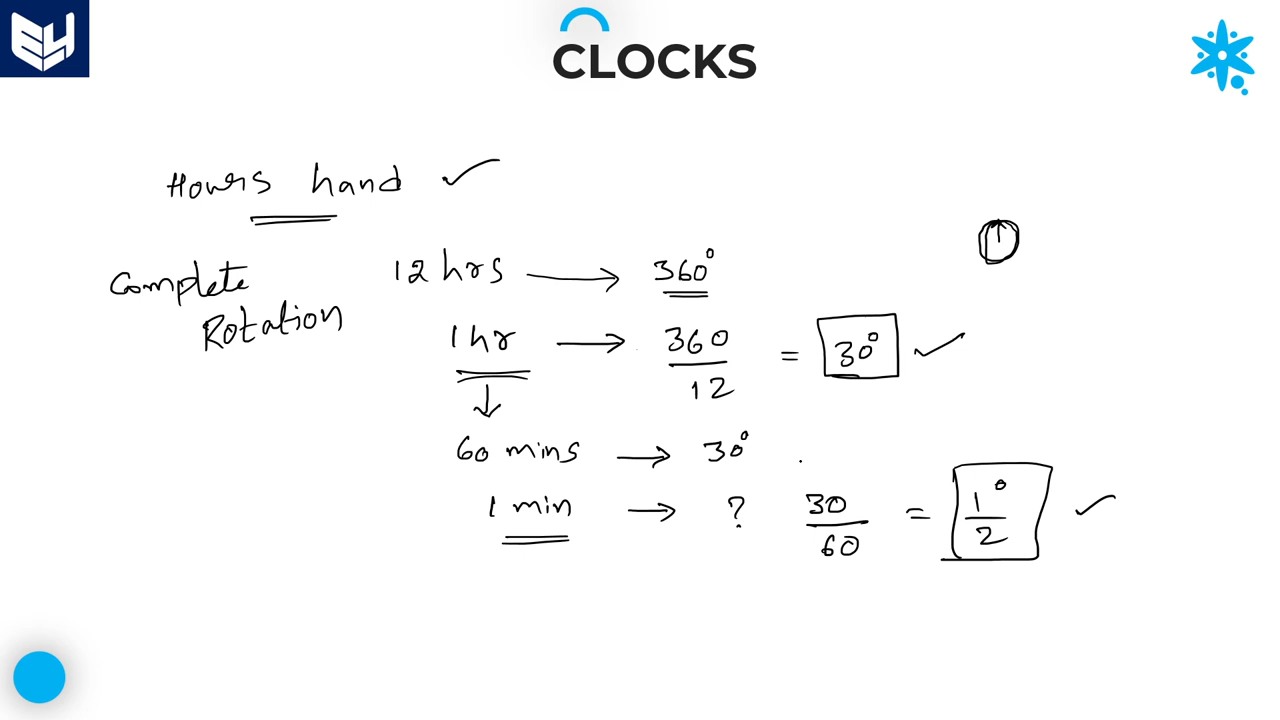 CLOCKS
Hours hand ✓
Complete Rotation
12 hrs → 360°
1 hr → 360/12 = 30° ✓
↓
60 mins → 30°
1 min → ? 30/60 = 1/2° ✓